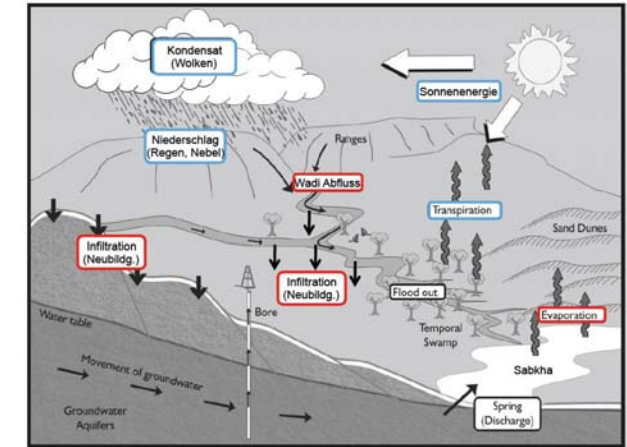 Kondensat
(Wolken)
Sonnenenergie
Niederschlag
(Regen, Nebel)
Ranges
Wadi Abfluss
Transpiration
Sand Dunes
Infiltration
(Neubildg.)
Infiltration
(Neubildg.)
Flood out
Bore
Evaporation
Water table
Temporal
Swamp
Movement of groundwater
Sabkha
Groundwater
Aquifers
Spring
(Discharge)